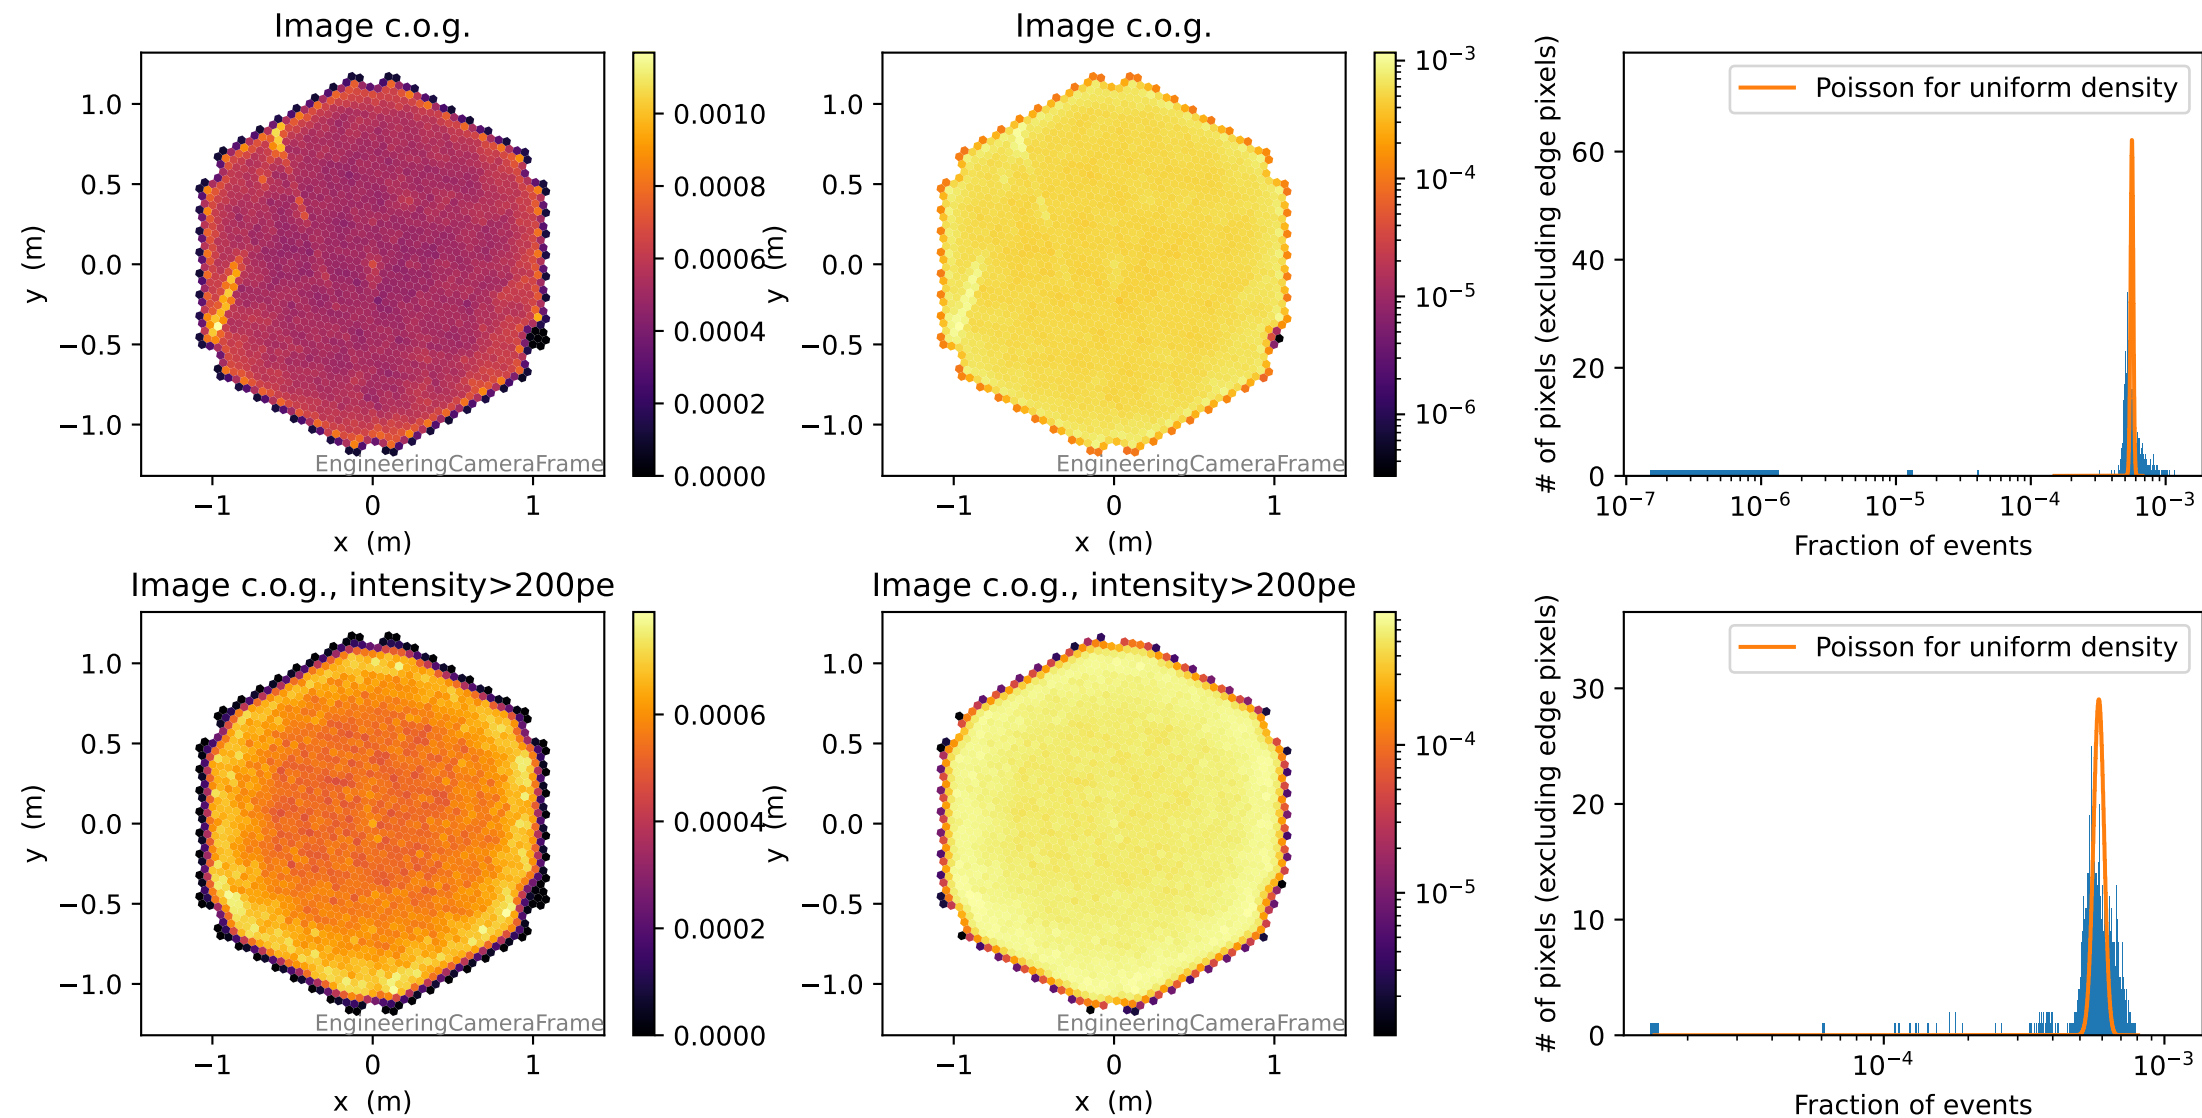 Image c.o.g.
1.0
0.5
0.0
−0.5
−1.0
y (m)
−1 0 1
x (m)
EngineeringCameraFrame
0.0010
0.0008
0.0006
0.0004
0.0002
0.0000
Image c.o.g.
1.0
0.5
0.0
−0.5
−1.0
y (m)
−1 0 1
x (m)
EngineeringCameraFrame
10⁻³
10⁻⁴
10⁻⁵
10⁻⁶
# of pixels (excluding edge pixels)
60
40
20
0
Poisson for uniform density
10⁻⁷ 10⁻⁶ 10⁻⁵ 10⁻⁴ 10⁻³
Fraction of events
Image c.o.g., intensity>200pe
1.0
0.5
0.0
−0.5
−1.0
y (m)
−1 0 1
x (m)
EngineeringCameraFrame
0.0006
0.0004
0.0002
0.0000
Image c.o.g., intensity>200pe
1.0
0.5
0.0
−0.5
−1.0
y (m)
−1 0 1
x (m)
EngineeringCameraFrame
10⁻⁴
10⁻⁵
# of pixels (excluding edge pixels)
30
20
10
0
Poisson for uniform density
10⁻⁴ 10⁻³
Fraction of events